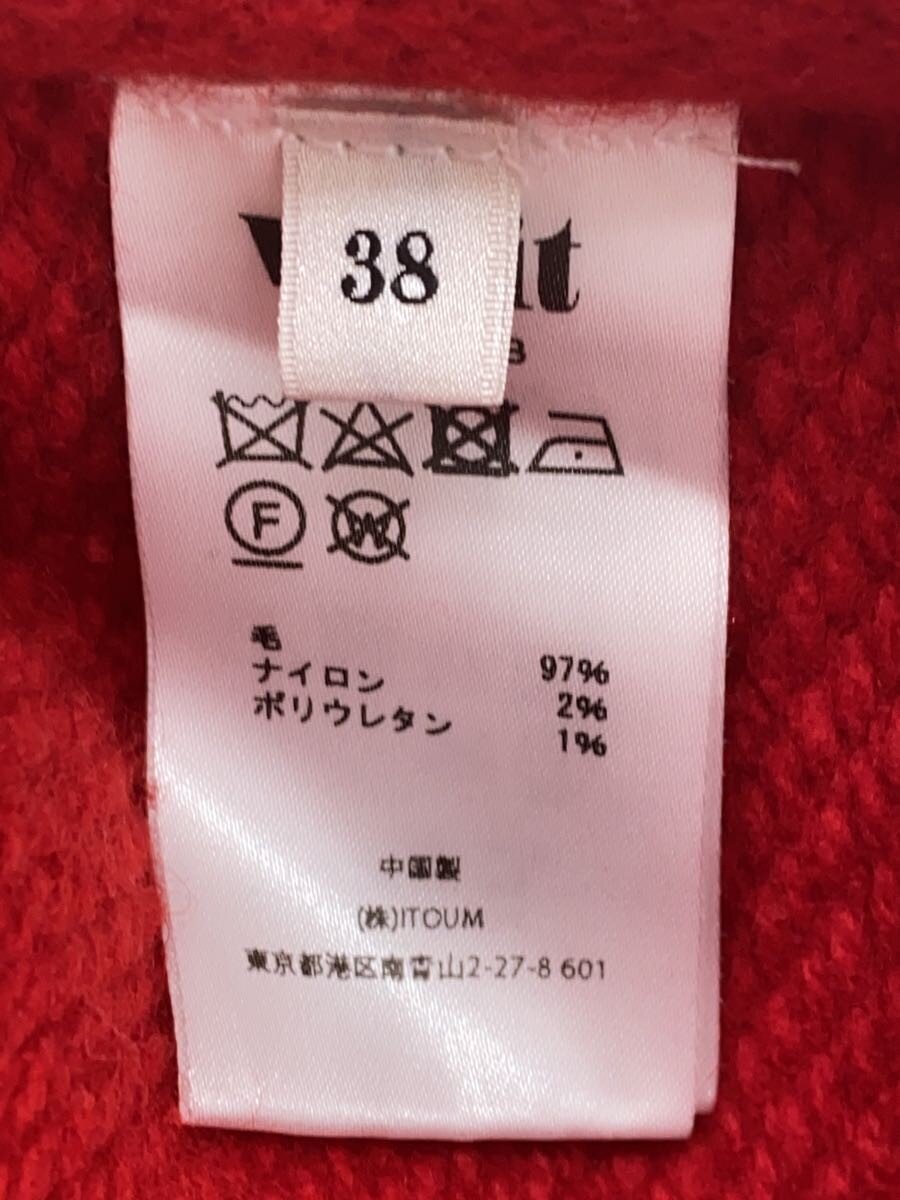 38
it
B
F
W
毛
ナイロン 97%
ポリウレタン 2%
1%
中国製
(株)ITOUM
東京都港区南青山2-27-8 601